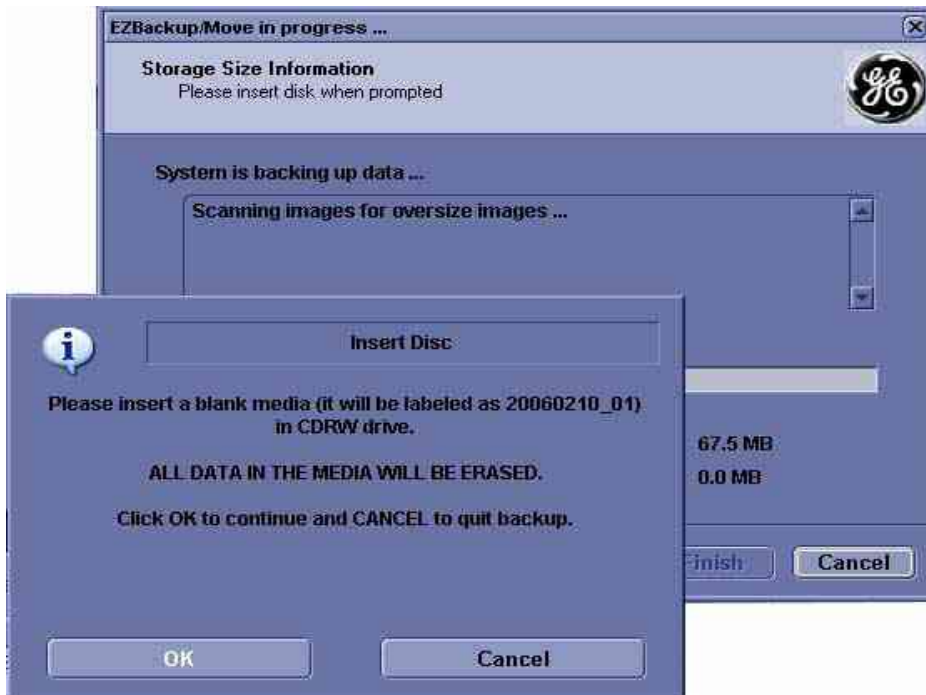 EZBackup/Move in progress ...
Storage Size Information
Please insert disk when prompted
GE
System is backing up data ...
Scanning images for oversize images ...
67.5 MB
0.0 MB
Finish
Cancel
Insert Disc
Please insert a blank media (it will be labeled as 20060210_01)
in CDRW drive.
ALL DATA IN THE MEDIA WILL BE ERASED.
Click OK to continue and CANCEL to quit backup.
OK
Cancel